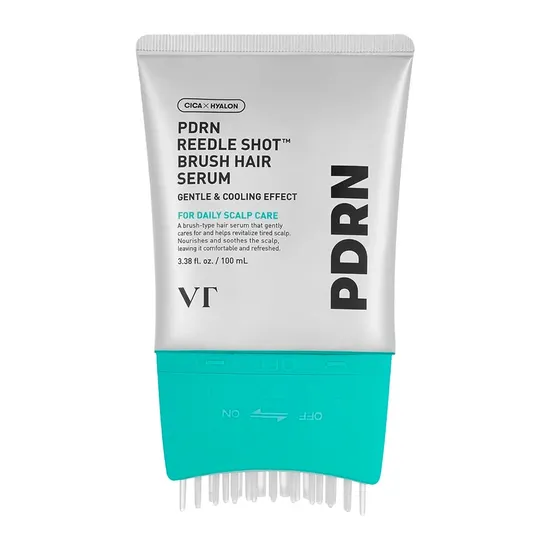 CICA × HYALON
PDRN
REEDLE SHOT™
BRUSH HAIR
SERUM
GENTLE & COOLING EFFECT
FOR DAILY SCALP CARE
A brush-type hair serum that gently
cares for and helps revitalize tired scalp.
Nourishes and soothes the scalp,
leaving it comfortable and refreshed.
3.38 fl. oz. / 100 mL
VT
PDRN
OFF
ON